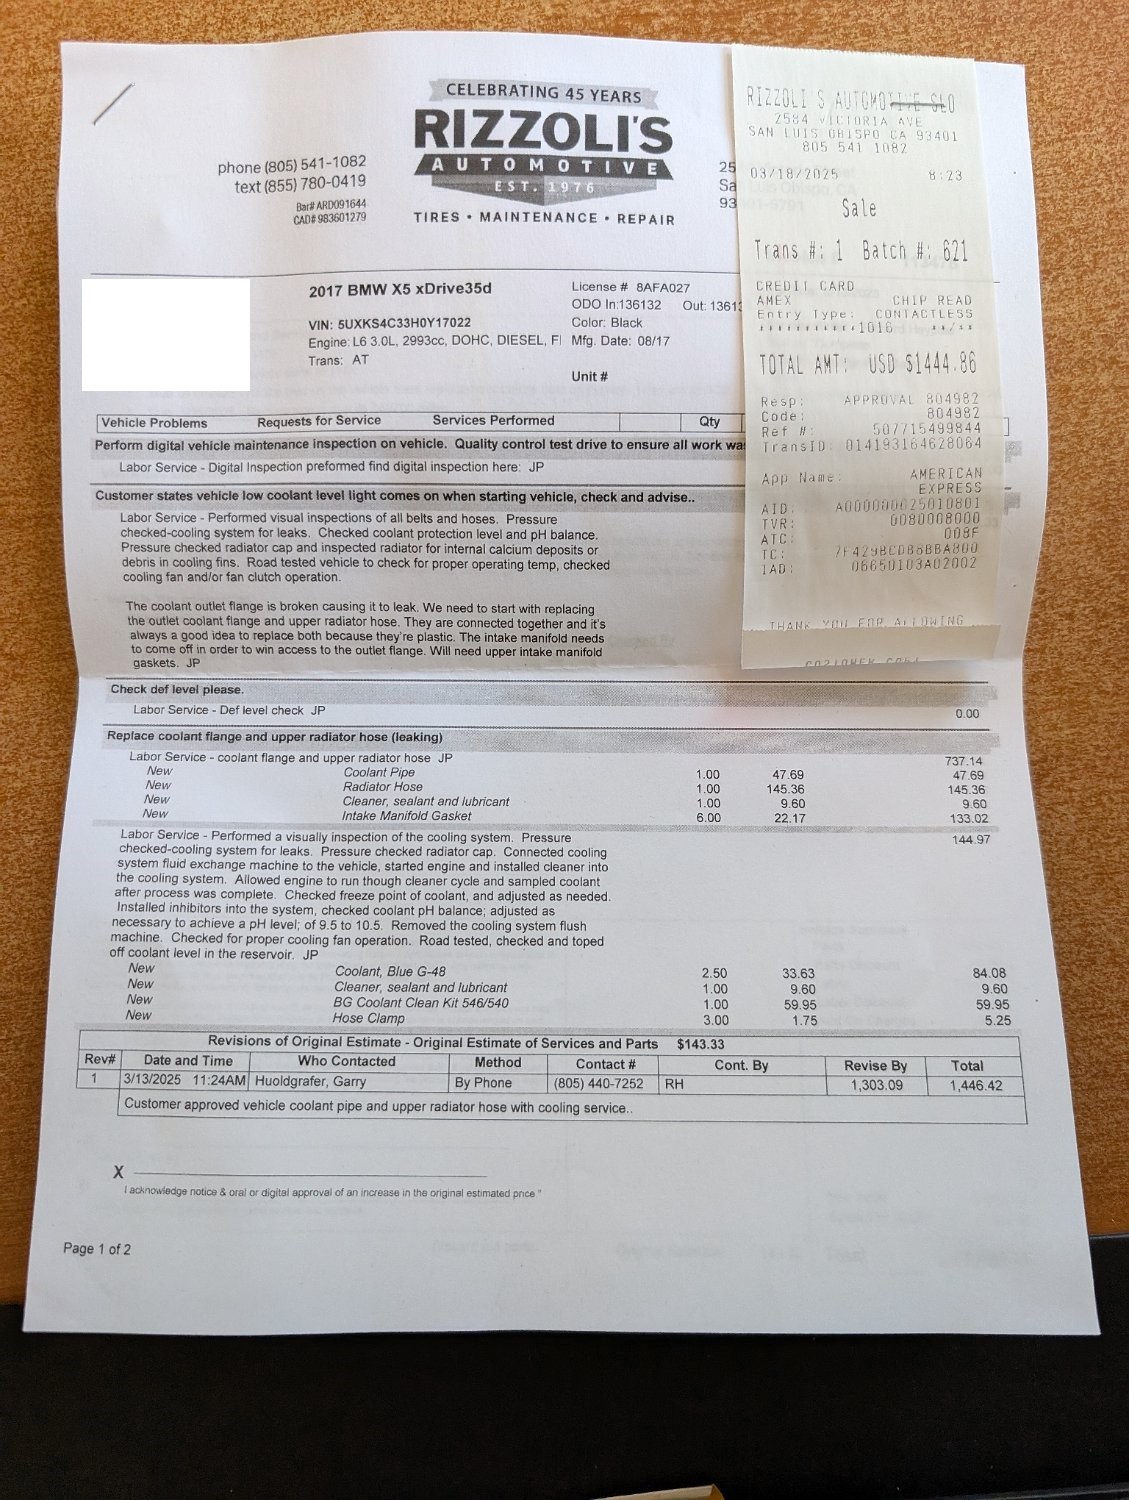 CELEBRATING 45 YEARS
RIZZOLI'S
AUTOMOTIVE
EST. 1976
TIRES • MAINTENANCE • REPAIR
phone (805) 541-1082
text (855) 780-0419
Bar# ARD091644
CAD# 983601279
25
Sa
93
2017 BMW X5 xDrive35d
VIN: 5UXKS4C33H0Y17022
Engine: L6 3.0L, 2993cc, DOHC, DIESEL, FI
Trans: AT
License # 8AFA027
ODO In:136132 Out: 1361
Color: Black
Mfg. Date: 08/17
Unit #
Vehicle Problems Requests for Service Services Performed Qty
Perform digital vehicle maintenance inspection on vehicle. Quality control test drive to ensure all work was
Labor Service - Digital Inspection preformed find digital inspection here: JP
Customer states vehicle low coolant level light comes on when starting vehicle, check and advise..
Labor Service - Performed visual inspections of all belts and hoses. Pressure
checked-cooling system for leaks. Checked coolant protection level and pH balance.
Pressure checked radiator cap and inspected radiator for internal calcium deposits or
debris in cooling fins. Road tested vehicle to check for proper operating temp, checked
cooling fan and/or fan clutch operation.
The coolant outlet flange is broken causing it to leak. We need to start with replacing
the outlet coolant flange and upper radiator hose. They are connected together and it's
always a good idea to replace both because they're plastic. The intake manifold needs
to come off in order to win access to the outlet flange. Will need upper intake manifold
gaskets. JP
Check def level please.
Labor Service - Def level check JP 0.00
Replace coolant flange and upper radiator hose (leaking)
Labor Service - coolant flange and upper radiator hose JP 737.14
New Coolant Pipe 1.00 47.69 47.69
New Radiator Hose 1.00 145.36 145.36
New Cleaner, sealant and lubricant 1.00 9.60 9.60
New Intake Manifold Gasket 6.00 22.17 133.02
Labor Service - Performed a visually inspection of the cooling system. Pressure 144.97
checked-cooling system for leaks. Pressure checked radiator cap. Connected cooling
system fluid exchange machine to the vehicle, started engine and installed cleaner into
the cooling system. Allowed engine to run though cleaner cycle and sampled coolant
after process was complete. Checked freeze point of coolant, and adjusted as needed.
Installed inhibitors into the system, checked coolant pH balance; adjusted as
necessary to achieve a pH level; of 9.5 to 10.5. Removed the cooling system flush
machine. Checked for proper cooling fan operation. Road tested, checked and toped
off coolant level in the reservoir. JP
New Coolant, Blue G-48 2.50 33.63 84.08
New Cleaner, sealant and lubricant 1.00 9.60 9.60
New BG Coolant Clean Kit 546/540 1.00 59.95 59.95
New Hose Clamp 3.00 1.75 5.25
Revisions of Original Estimate - Original Estimate of Services and Parts $143.33
Rev# Date and Time Who Contacted Method Contact # Cont. By Revise By Total
1 3/13/2025 11:24AM Huoldgrafer, Garry By Phone (805) 440-7252 RH 1,303.09 1,446.42
Customer approved vehicle coolant pipe and upper radiator hose with cooling service..
X
I acknowledge notice & oral or digital approval of an increase in the original estimated price "
Page 1 of 2
RIZZOLI S AUTOMOTIVE SLO
2584 VICTORIA AVE
SAN LUIS OBISPO CA 93401
805 541 1082
03/18/2025 8:23
Sale
Trans #: 1 Batch #: 621
CREDIT CARD
AMEX CHIP READ
Entry Type: CONTACTLESS
***********1016 **/**
TOTAL AMT: USD $1444.86
Resp: APPROVAL 804982
Code: 804982
Ref #: 507715499844
TransID: 014193164628064
App Name: AMERICAN
EXPRESS
AID: A000000025010801
TVR: 0080008000
ATC: 008F
TC: 7F429BCDB8BBA800
IAD: 06650103A02002
THANK YOU FOR ALLOWING
CUSTOMER COPY